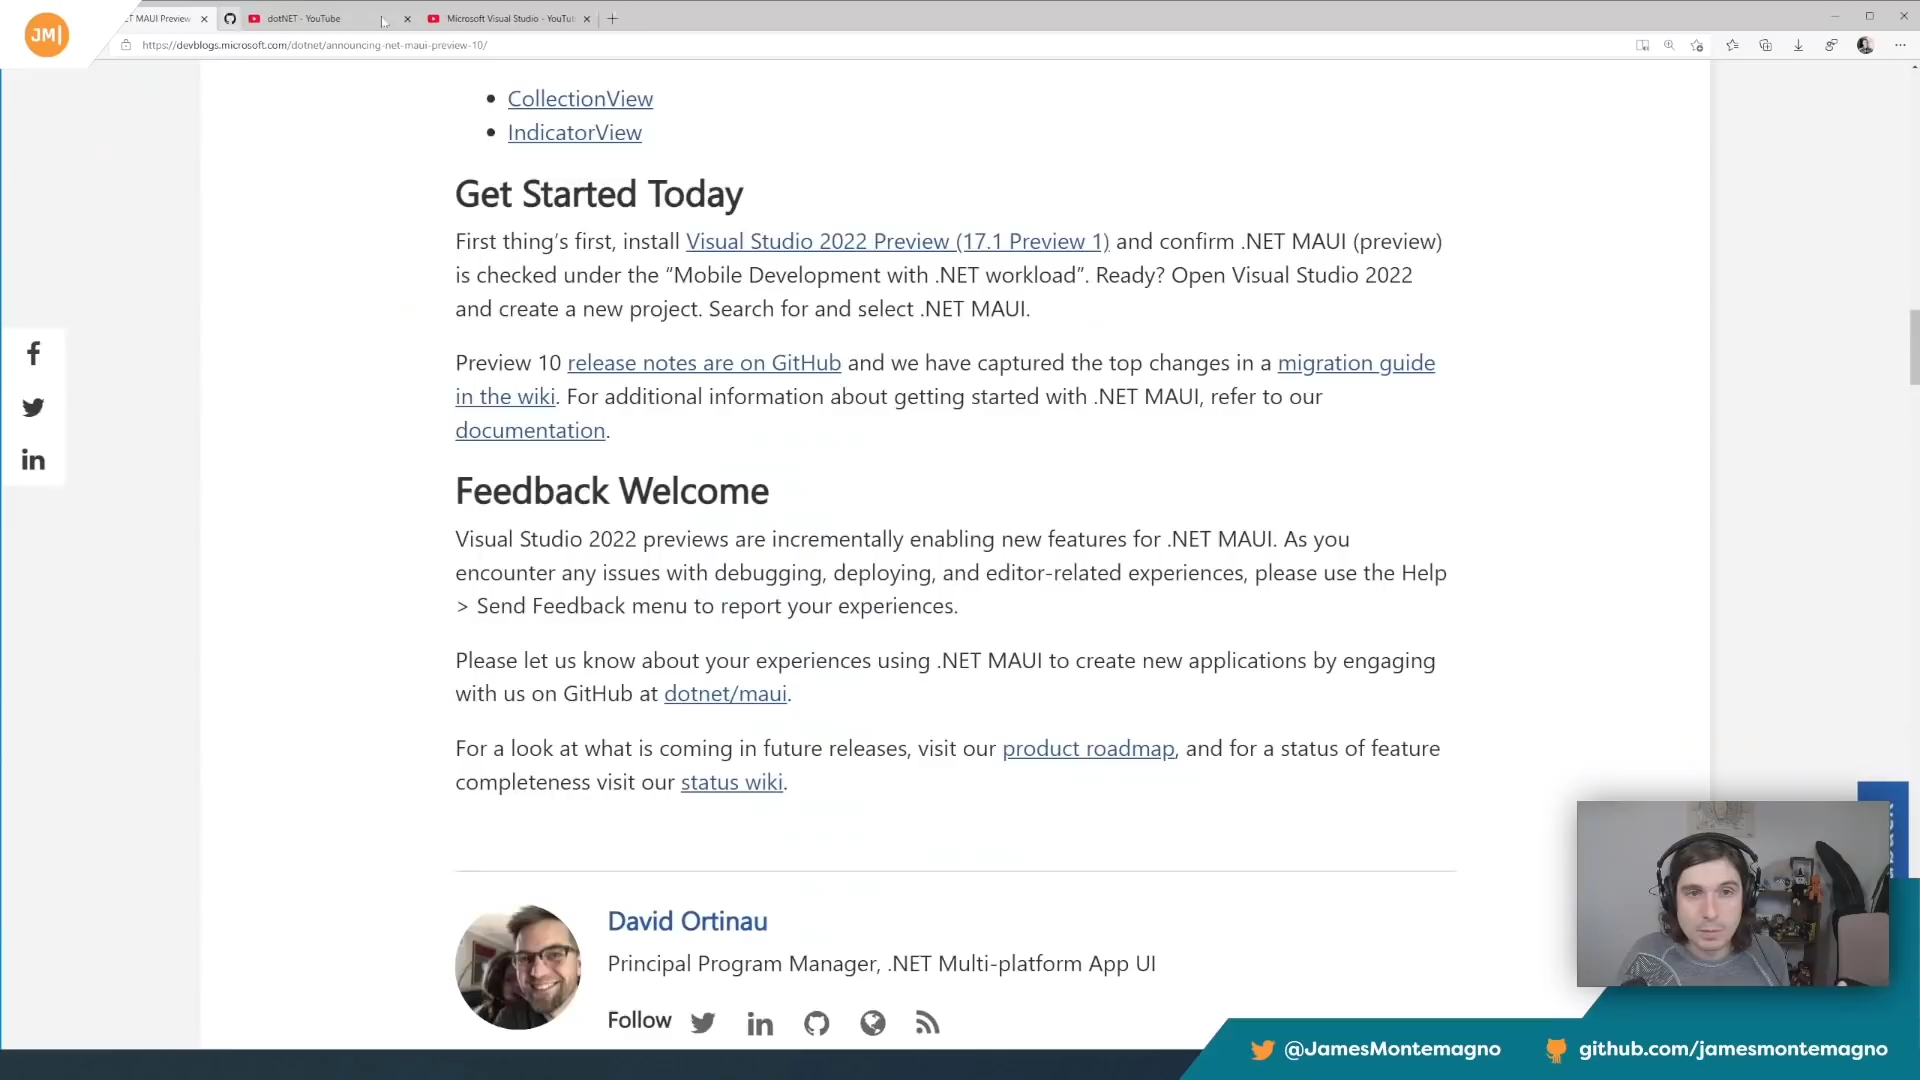 JM|
T MAUI Preview
dotNET - YouTube
Microsoft Visual Studio - YouTu
https://devblogs.microsoft.com/dotnet/announcing-net-maui-preview-10/
CollectionView
IndicatorView
Get Started Today
First thing’s first, install Visual Studio 2022 Preview (17.1 Preview 1) and confirm .NET MAUI (preview)
is checked under the “Mobile Development with .NET workload”. Ready? Open Visual Studio 2022
and create a new project. Search for and select .NET MAUI.
Preview 10 release notes are on GitHub and we have captured the top changes in a migration guide
in the wiki. For additional information about getting started with .NET MAUI, refer to our
documentation.
Feedback Welcome
Visual Studio 2022 previews are incrementally enabling new features for .NET MAUI. As you
encounter any issues with debugging, deploying, and editor-related experiences, please use the Help
> Send Feedback menu to report your experiences.
Please let us know about your experiences using .NET MAUI to create new applications by engaging
with us on GitHub at dotnet/maui.
For a look at what is coming in future releases, visit our product roadmap, and for a status of feature
completeness visit our status wiki.
David Ortinau
Principal Program Manager, .NET Multi-platform App UI
Follow
@JamesMontemagno
github.com/jamesmontemagno